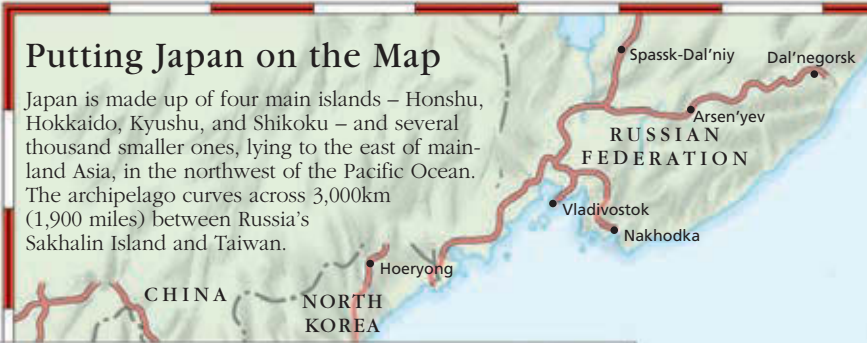 Putting Japan on the Map
Japan is made up of four main islands – Honshu,
Hokkaido, Kyushu, and Shikoku – and several
thousand smaller ones, lying to the east of main-
land Asia, in the northwest of the Pacific Ocean.
The archipelago curves across 3,000km
(1,900 miles) between Russia's
Sakhalin Island and Taiwan.
Spassk-Dal'niy
Dal'negorsk
Arsen'yev
RUSSIAN
FEDERATION
Vladivostok
Nakhodka
Hoeryong
CHINA
NORTH
KOREA